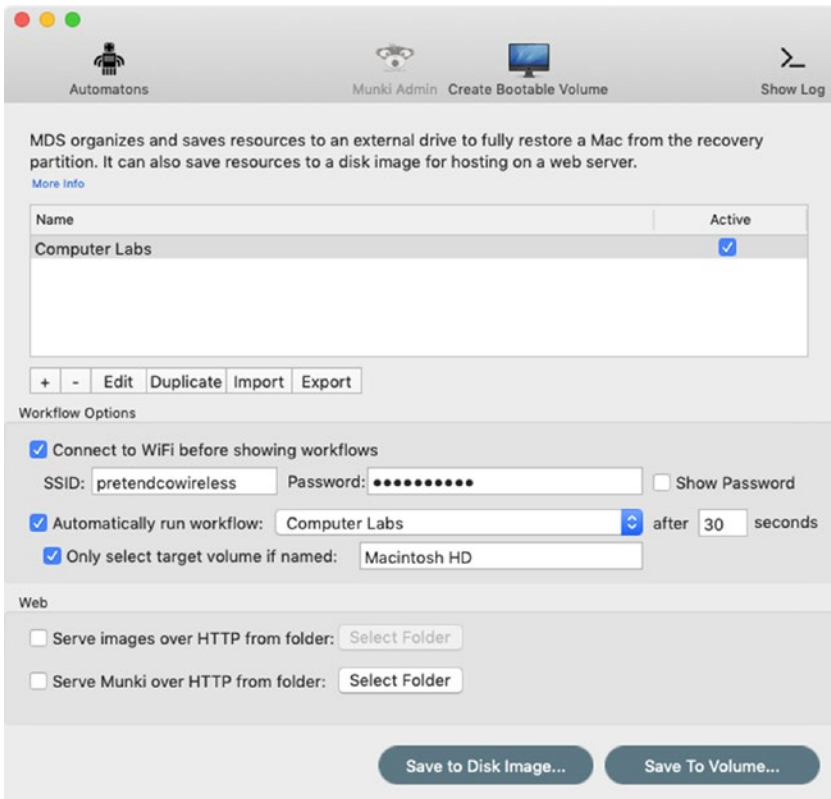 Automatons
Munki Admin
Create Bootable Volume
Show Log
MDS organizes and saves resources to an external drive to fully restore a Mac from the recovery
partition. It can also save resources to a disk image for hosting on a web server.
More Info
Name Active
Computer Labs
+ - Edit Duplicate Import Export
Workflow Options
Connect to WiFi before showing workflows
SSID: pretendcowireless Password: ●●●●●●●●●● Show Password
Automatically run workflow: Computer Labs after 30 seconds
Only select target volume if named: Macintosh HD
Web
Serve images over HTTP from folder: Select Folder
Serve Munki over HTTP from folder: Select Folder
Save to Disk Image... Save To Volume...